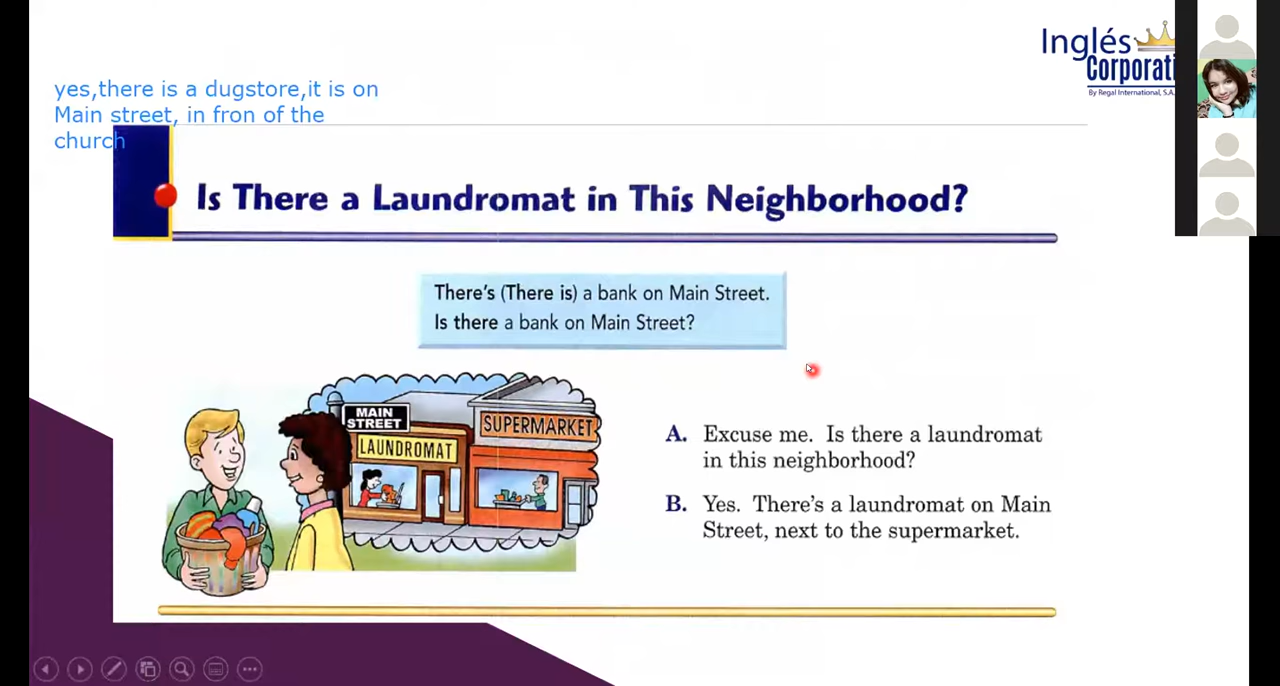 Inglés
Corporati
By Regal International, S.A.
yes,there is a dugstore,it is on
Main street, in fron of the
church
Is There a Laundromat in This Neighborhood?
There's (There is) a bank on Main Street.
Is there a bank on Main Street?
MAIN
STREET
LAUNDROMAT
SUPERMARKET
A. Excuse me. Is there a laundromat
in this neighborhood?
B. Yes. There's a laundromat on Main
Street, next to the supermarket.